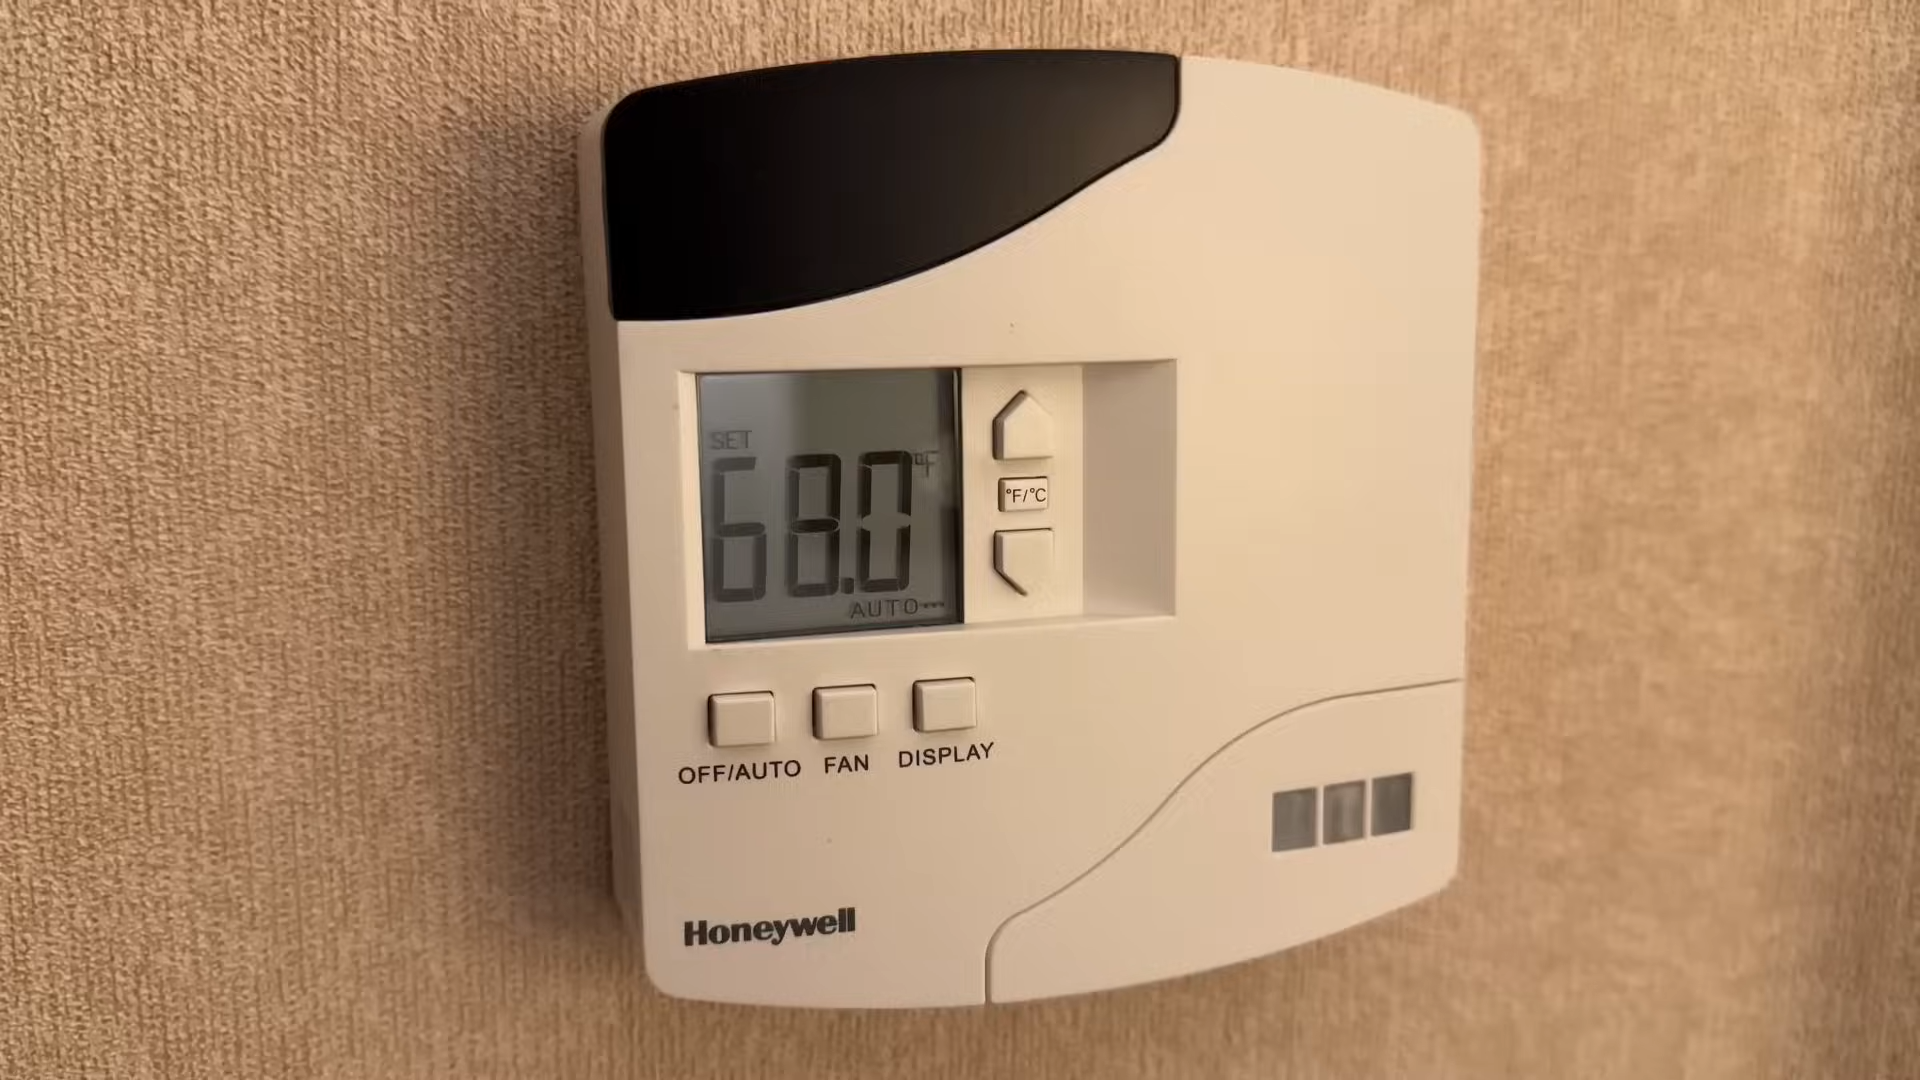 SET
68.0 °F
AUTO
°F/°C
OFF/AUTO FAN DISPLAY
Honeywell